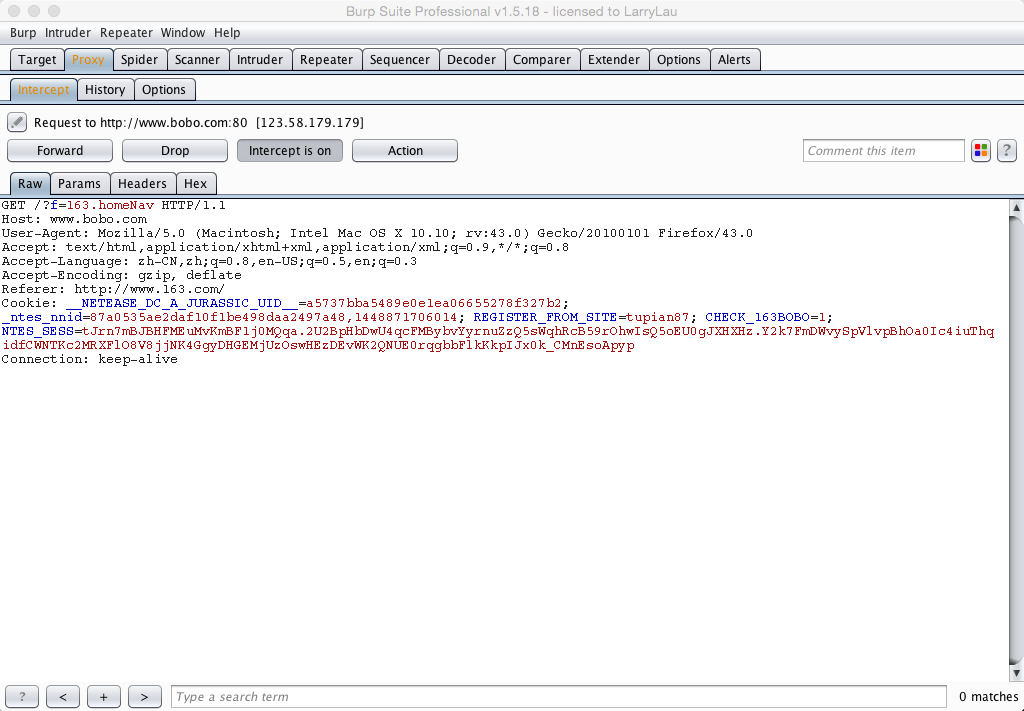 Burp Suite Professional v1.5.18 - licensed to LarryLau
Burp Intruder Repeater Window Help
Target Proxy Spider Scanner Intruder Repeater Sequencer Decoder Comparer Extender Options Alerts
Intercept History Options
Request to http://www.bobo.com:80 [123.58.179.179]
Forward Drop Intercept is on Action Comment this item ?
Raw Params Headers Hex
GET /?f=163.homeNav HTTP/1.1
Host: www.bobo.com
User-Agent: Mozilla/5.0 (Macintosh; Intel Mac OS X 10.10; rv:43.0) Gecko/20100101 Firefox/43.0
Accept: text/html,application/xhtml+xml,application/xml;q=0.9,*/*;q=0.8
Accept-Language: zh-CN,zh;q=0.8,en-US;q=0.5,en;q=0.3
Accept-Encoding: gzip, deflate
Referer: http://www.163.com/
Cookie: __NETEASE_DC_A_JURASSIC_UID__=a5737bba5489e0e1ea06655278f327b2;
_ntes_nnid=87a0535ae2daf10f1be498daa2497a48,1448871706014; REGISTER_FROM_SITE=tupian87; CHECK_163BOBO=1;
NTES_SESS=tJrn7mBJBHFMEuMvKmBF1j0MQqa.2U2BpHbDwU4qcFMBybvYyrnuZzQ5sWqhRcB59rOhwIsQ5oEU0gJXHXHz.Y2k7FmDWvySpVlvpBhOa0Ic4iuThq
idfCWNTKc2MRXFlO8V8jjNK4GgyDHGEMjUzOswHEzDEvWK2QNUE0rqgbbFlkKkpIJx0k_CMnEsoApyp
Connection: keep-alive
? < + > Type a search term 0 matches